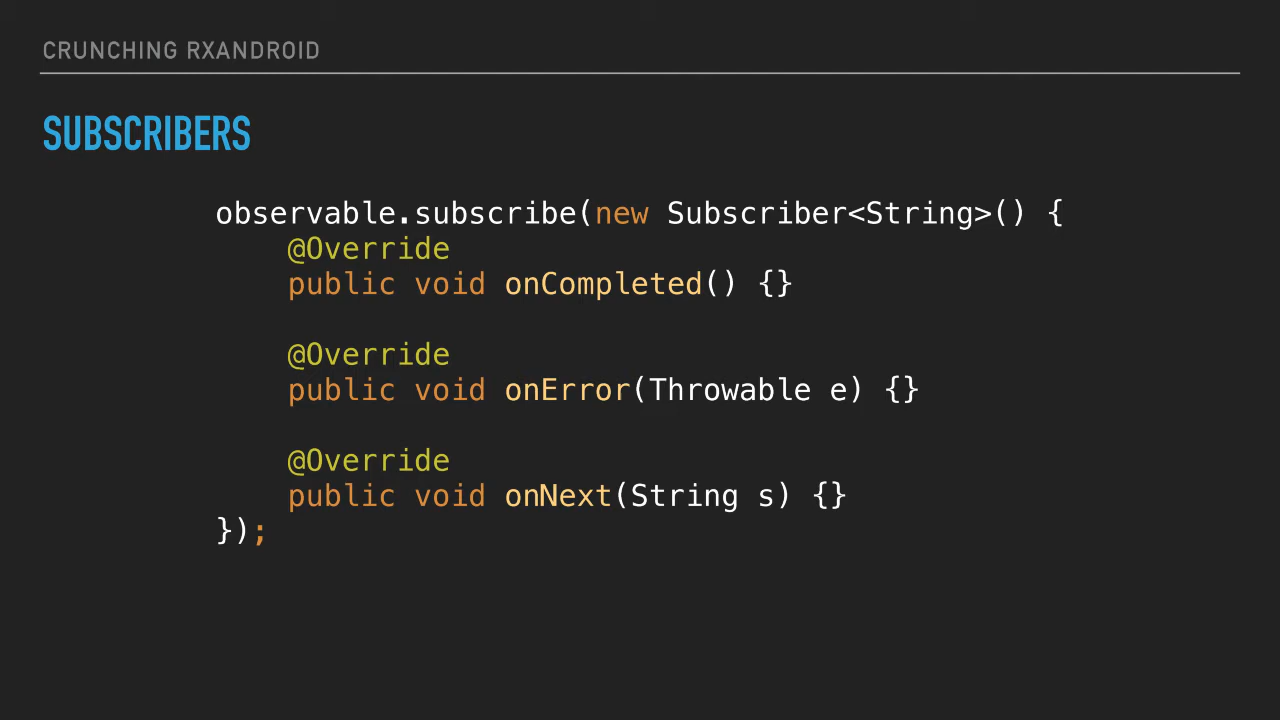 CRUNCHING RXANDROID
SUBSCRIBERS
observable.subscribe(new Subscriber<String>() {
    @Override
    public void onCompleted() {}

    @Override
    public void onError(Throwable e) {}

    @Override
    public void onNext(String s) {}
});